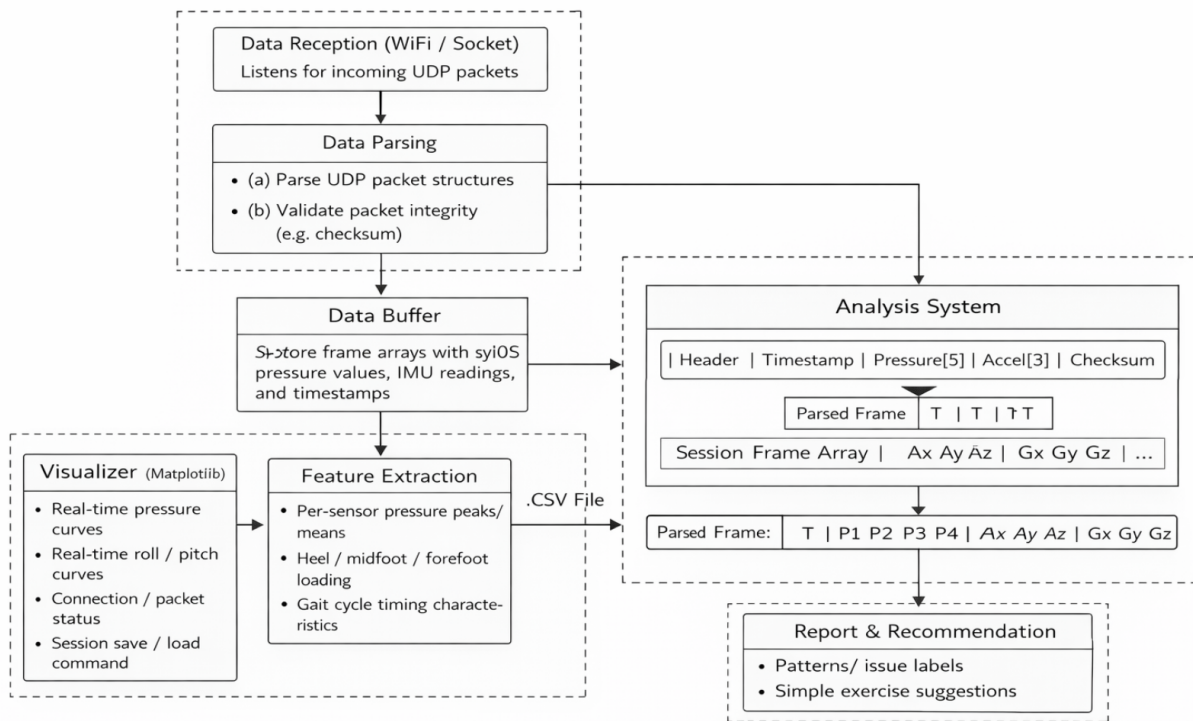 Data Reception (WiFi / Socket)
Listens for incoming UDP packets
Data Parsing
• (a) Parse UDP packet structures
• (b) Validate packet integrity
(e.g. checksum)
Data Buffer
frame arrays with
pressure values, IMU readings,
and timestamps
Visualizer (Matplotlib)
• Real-time pressure
curves
• Real-time roll / pitch
curves
• Connection / packet
status
• Session save / load
command
Feature Extraction
• Per-sensor pressure peaks/
means
• Heel / midfoot / forefoot
loading
• Gait cycle timing characte-
ristics
.CSV File
Analysis System
| Header | Timestamp | Pressure[5] | Accel[3] | Checksum
Parsed Frame T | T | T
Session Frame Array | Ax Ay Az | Gx Gy Gz | ...
Parsed Frame: T | P1 P2 P3 P4 | Ax Ay Az | Gx Gy Gz
Report & Recommendation
• Patterns/ issue labels
• Simple exercise suggestions